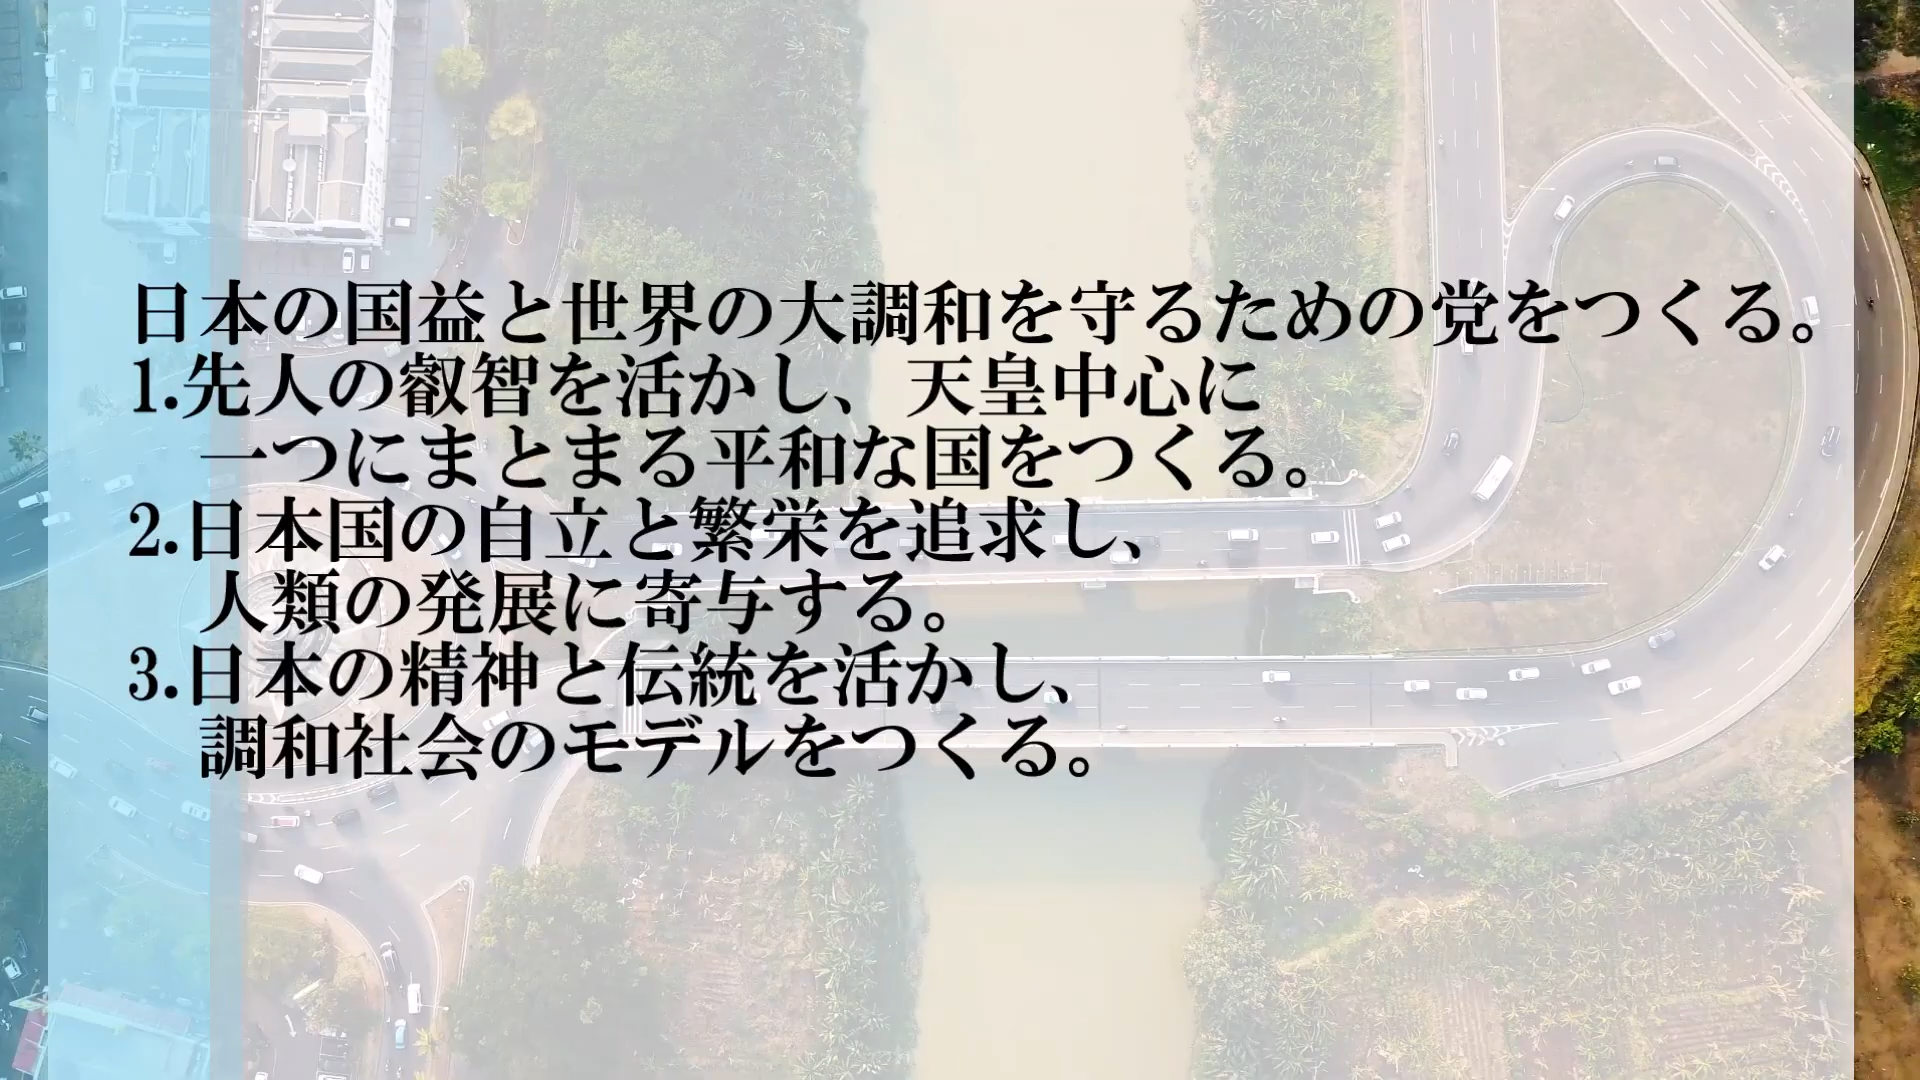 日本の国益と世界の大調和を守るための党をつくる。
1.先人の叡智を活かし、天皇中心に
一つにまとまる平和な国をつくる。
2.日本国の自立と繁栄を追求し、
人類の発展に寄与する。
3.日本の精神と伝統を活かし、
調和社会のモデルをつくる。